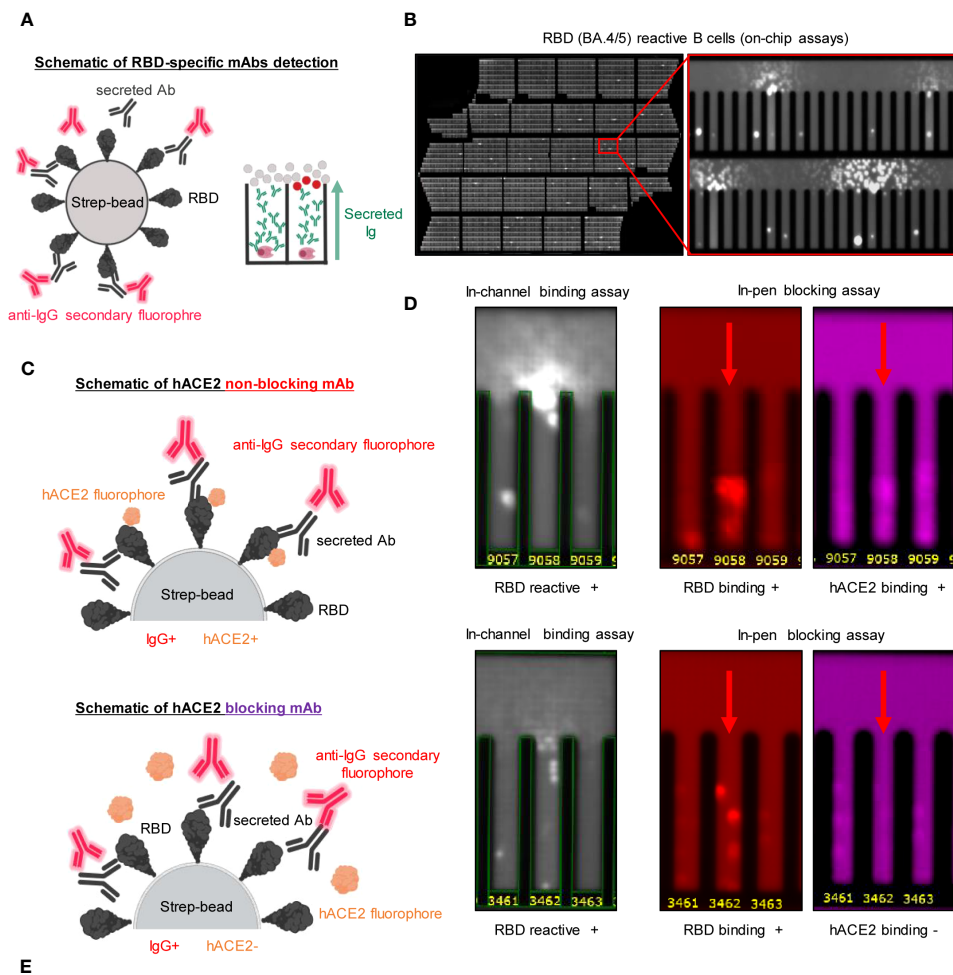 A
Schematic of RBD-specific mAbs detection
secreted Ab
Strep-bead
RBD
anti-IgG secondary fluorophre
Secreted
Ig
B
RBD (BA.4/5) reactive B cells (on-chip assays)
C
Schematic of hACE2 non-blocking mAb
anti-IgG secondary fluorophore
hACE2 fluorophore
secreted Ab
Strep-bead
RBD
IgG+ hACE2+
Schematic of hACE2 blocking mAb
anti-IgG secondary
fluorophore
RBD
secreted Ab
Strep-bead
hACE2 fluorophore
IgG+ hACE2-
D
In-channel binding assay
In-pen blocking assay
9057 9058 9059
9057 9058 9059
9057 9058 9059
RBD reactive +
RBD binding +
hACE2 binding +
In-channel binding assay
In-pen blocking assay
3461 3462 3463
3461 3462 3463
3461 3462 3463
RBD reactive +
RBD binding +
hACE2 binding -
E